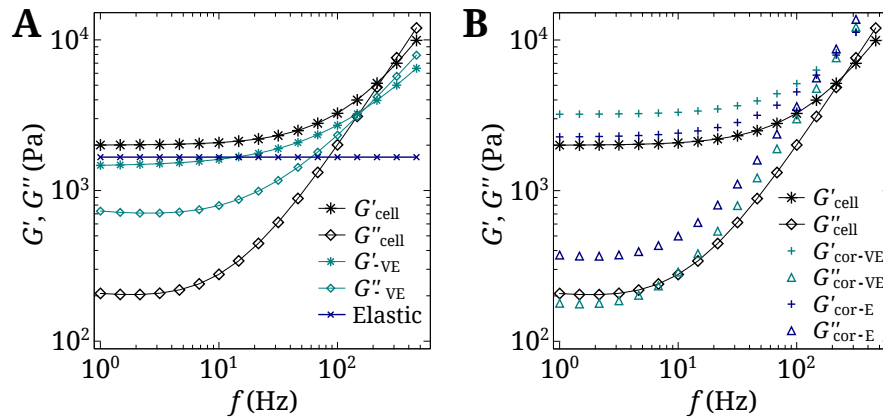 A
G′, G″ (Pa)
10⁴
10³
10²
G′cell
G″cell
G′-VE
G″-VE
Elastic
10⁰ 10¹ 10²
f (Hz)
B
G′, G″ (Pa)
10⁴
10³
10²
G′cell
G″cell
G′cor-VE
G″cor-VE
G′cor-E
G″cor-E
10⁰ 10¹ 10²
f (Hz)